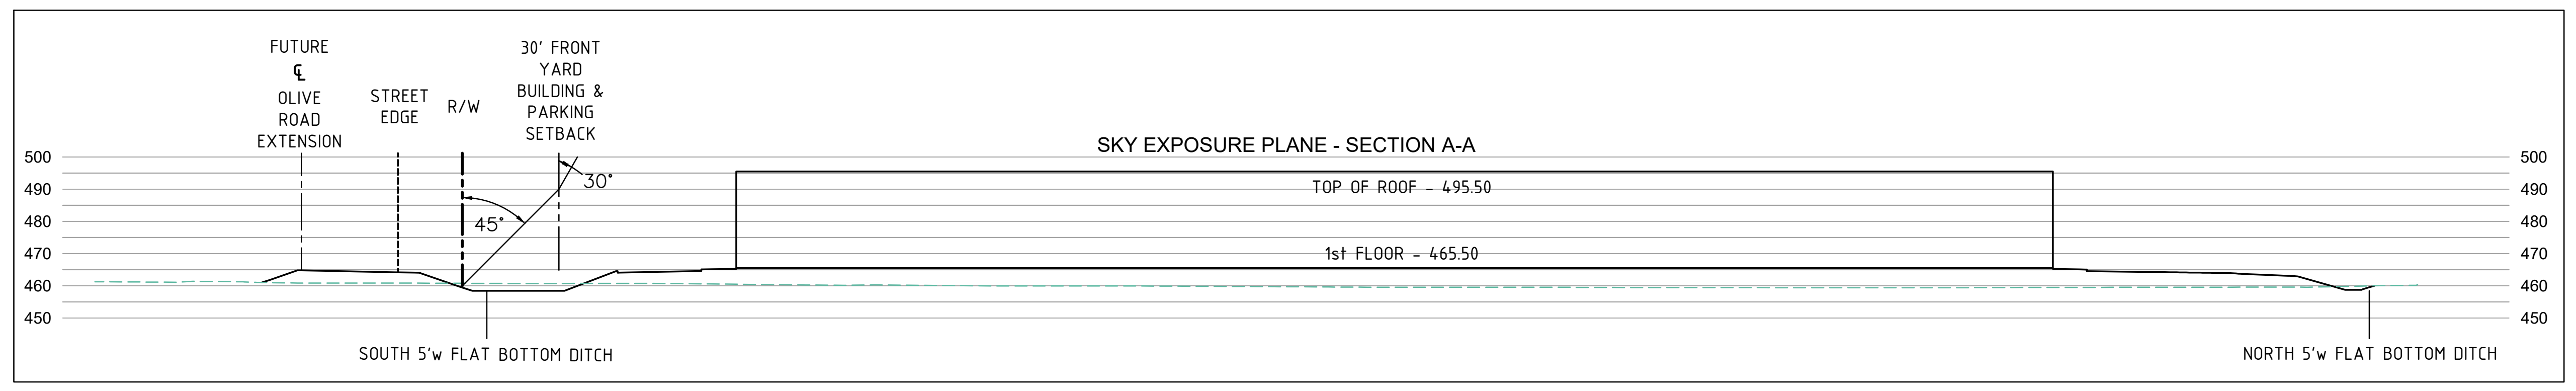 FUTURE
℄
OLIVE
ROAD
EXTENSION
STREET
EDGE
R/W
30' FRONT
YARD
BUILDING &
PARKING
SETBACK
SKY EXPOSURE PLANE - SECTION A-A
500
490
480
470
460
450
30°
45°
TOP OF ROOF - 495.50
1st FLOOR - 465.50
500
490
480
470
460
450
SOUTH 5'w FLAT BOTTOM DITCH
NORTH 5'w FLAT BOTTOM DITCH